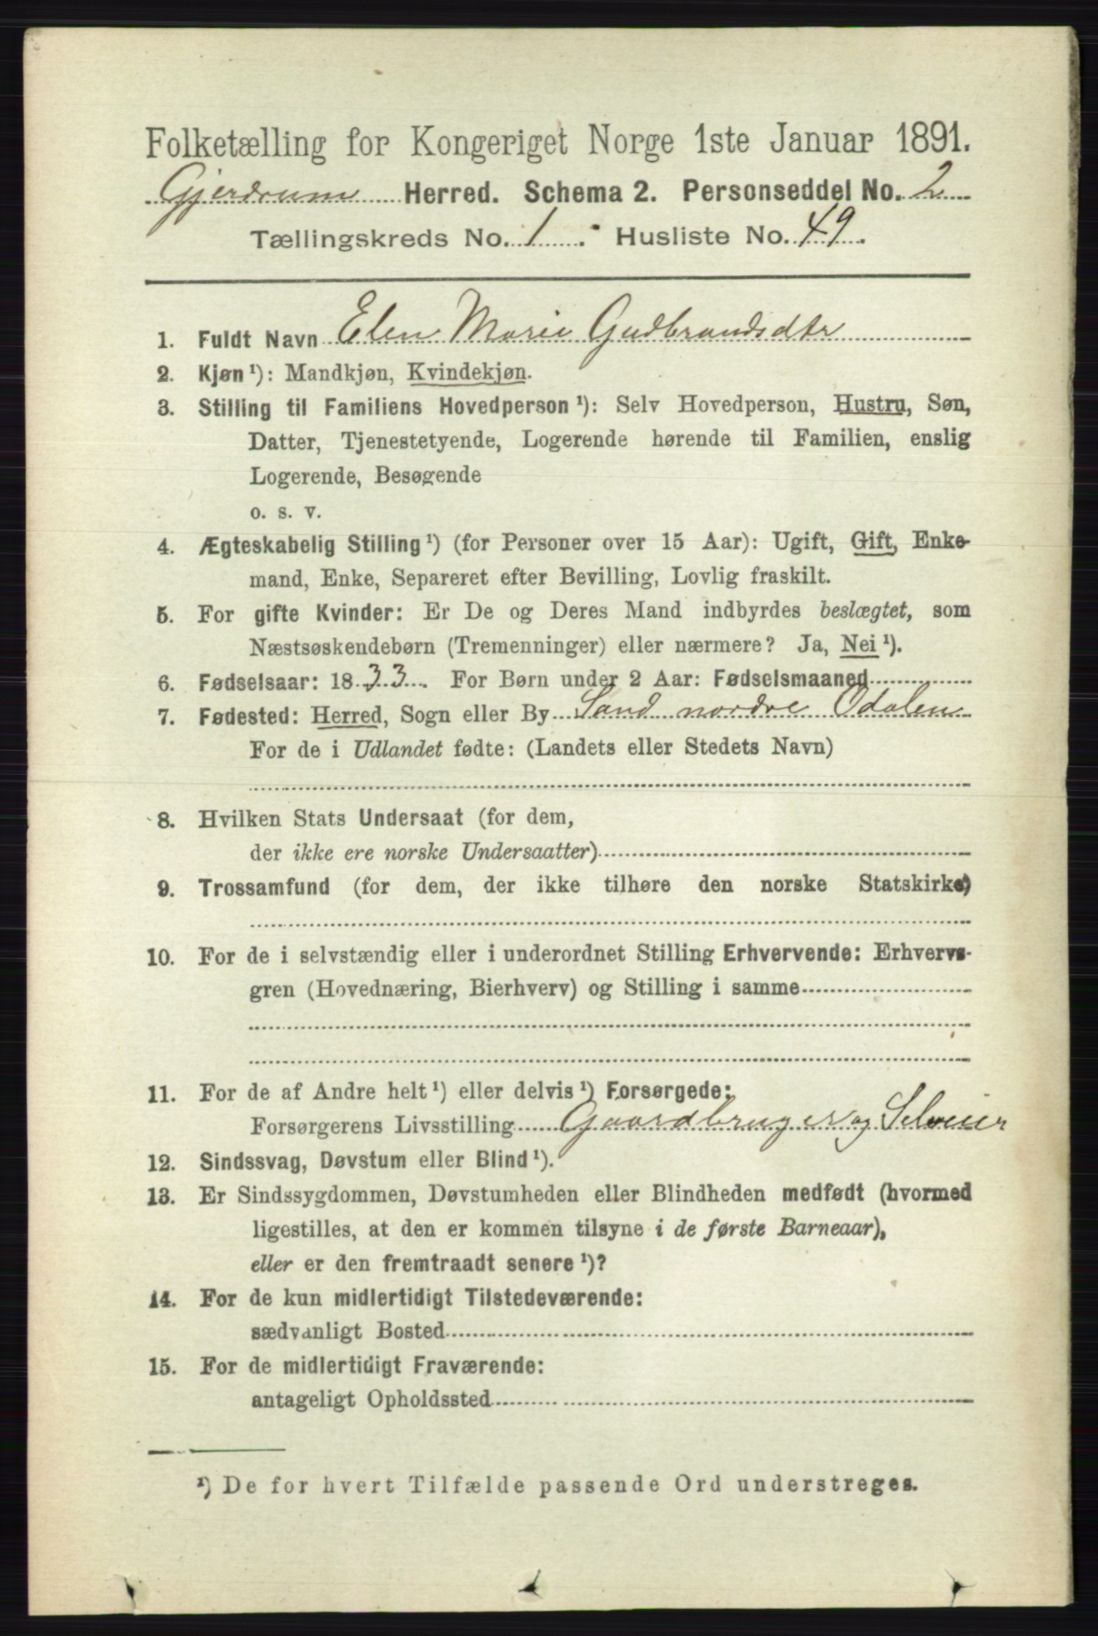 Folketælling for Kongeriget Norge 1ste Januar 1891.
Gjerdrum Herred. Schema 2. Personseddel No. 2
Tællingskreds No. 1. Husliste No. 49.
1. Fuldt Navn Elen Marie Gudbrandsdtr
2. Kjøn ¹): Mandkjøn, Kvindekjøn.
3. Stilling til Familiens Hovedperson ¹): Selv Hovedperson, Hustru, Søn,
Datter, Tjenestetyende, Logerende hørende til Familien, enslig
Logerende, Besøgende
o. s. v.
4. Ægteskabelig Stilling ¹) (for Personer over 15 Aar): Ugift, Gift, Enke-
mand, Enke, Separeret efter Bevilling, Lovlig fraskilt.
5. For gifte Kvinder: Er De og Deres Mand indbyrdes beslægtet, som
Næstsøskendebørn (Tremenninger) eller nærmere? Ja, Nei ¹).
6. Fødselsaar: 1833. For Børn under 2 Aar: Fødselsmaaned
7. Fødested: Herred, Sogn eller By Sand nordre Odalen
For de i Udlandet fødte: (Landets eller Stedets Navn)
8. Hvilken Stats Undersaat (for dem,
der ikke ere norske Undersaatter)
9. Trossamfund (for dem, der ikke tilhøre den norske Statskirke)
10. For de i selvstændig eller i underordnet Stilling Erhvervende: Erhvervs-
gren (Hovednæring, Bierhverv) og Stilling i samme
11. For de af Andre helt ¹) eller delvis ¹) Forsørgede:
Forsørgerens Livsstilling Gaardbruger og Selveier
12. Sindssvag, Døvstum eller Blind ¹).
13. Er Sindssygdommen, Døvstumheden eller Blindheden medfødt (hvormed
ligestilles, at den er kommen tilsyne i de første Barneaar),
eller er den fremtraadt senere ¹)?
14. For de kun midlertidigt Tilstedeværende:
sædvanligt Bosted
15. For de midlertidigt Fraværende:
antageligt Opholdssted
¹) De for hvert Tilfælde passende Ord understreges.